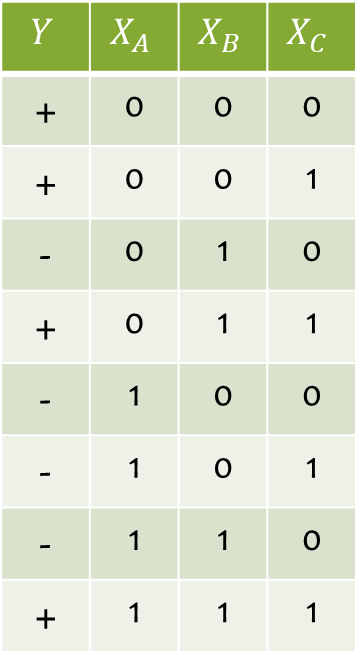 Y X_A X_B X_C
+ 0 0 0
+ 0 0 1
- 0 1 0
+ 0 1 1
- 1 0 0
- 1 0 1
- 1 1 0
+ 1 1 1